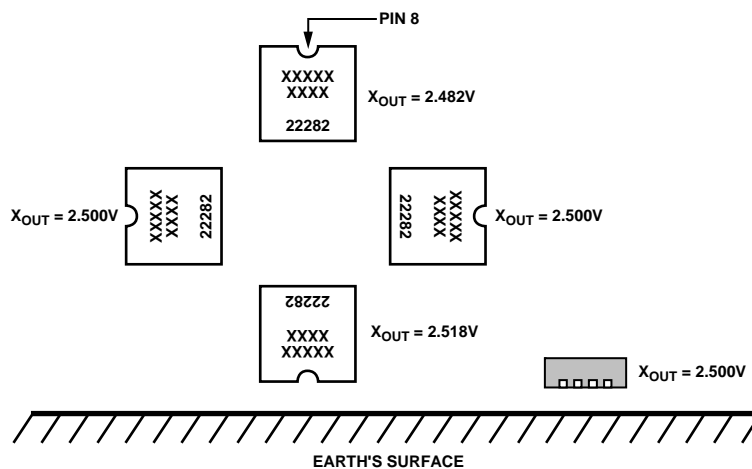 PIN 8
XXXXX
XXXX
22282
X_OUT = 2.482V
X_OUT = 2.500V
XXXXX
XXXX
22282
22282
XXXX
XXXXX
X_OUT = 2.500V
22282
XXXX
XXXXX
X_OUT = 2.518V
X_OUT = 2.500V
EARTH'S SURFACE